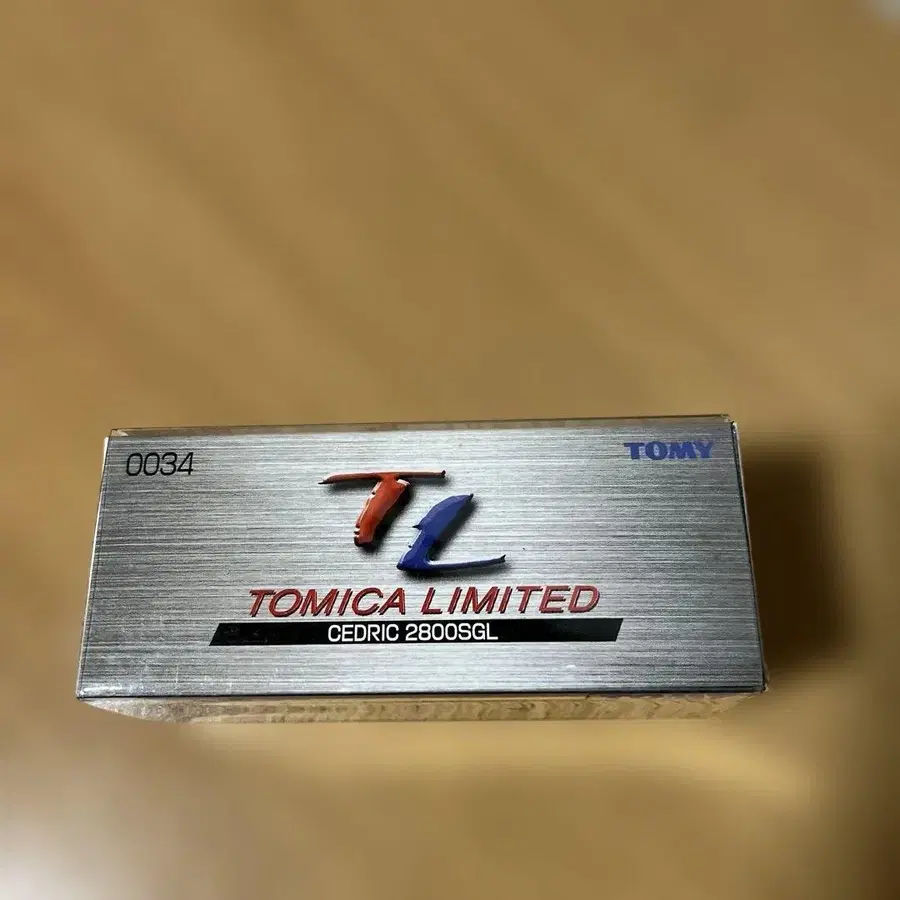 0034
TOMY
TL
TOMICA LIMITED
CEDRIC 2800SGL